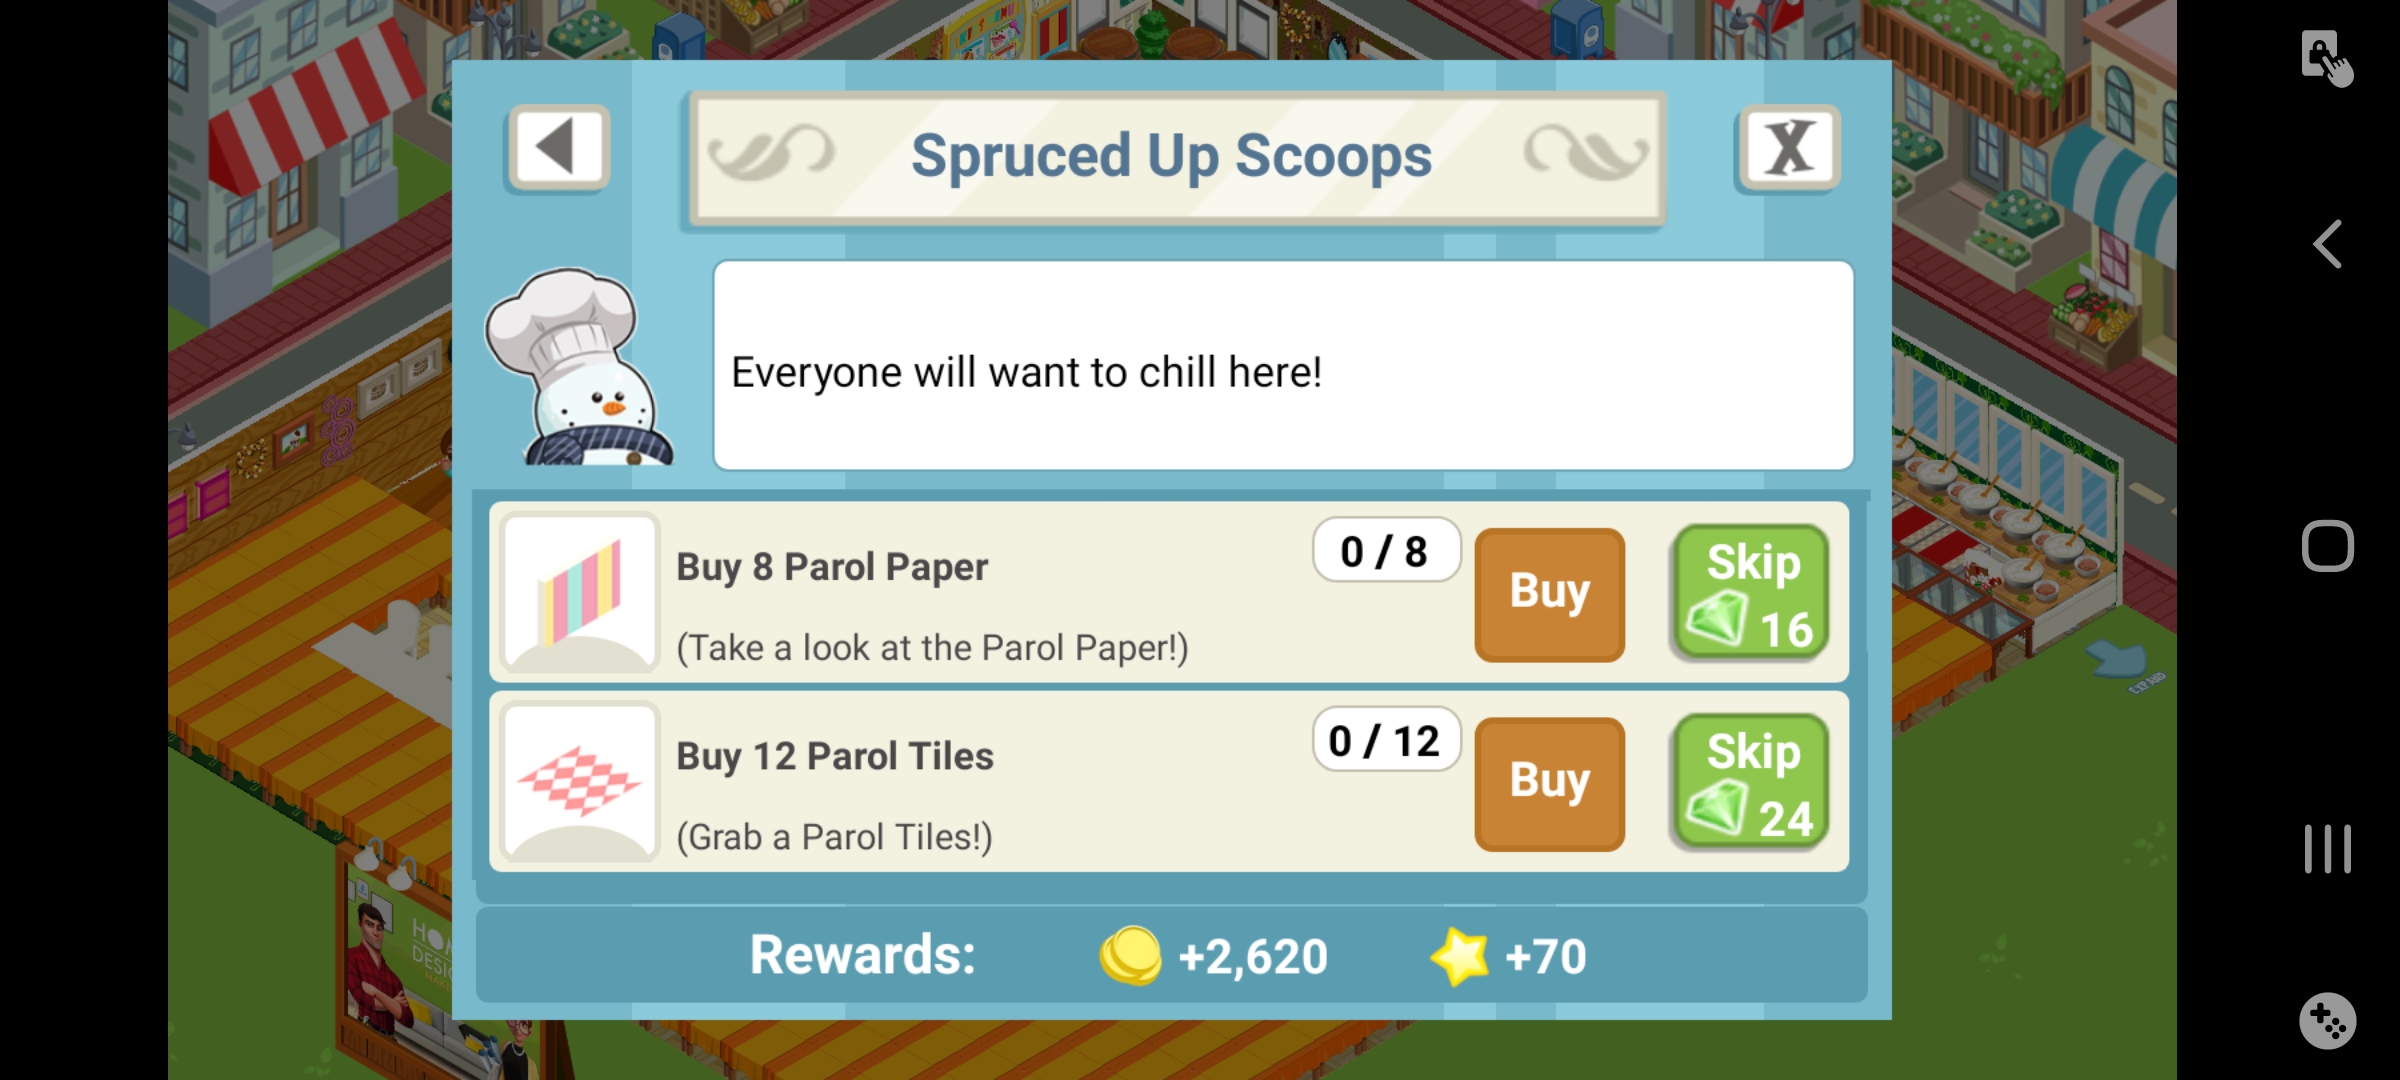 Spruced Up Scoops
X
Everyone will want to chill here!
Buy 8 Parol Paper
(Take a look at the Parol Paper!)
0 / 8
Buy
Skip
16
Buy 12 Parol Tiles
(Grab a Parol Tiles!)
0 / 12
Buy
Skip
24
EXPAND
Rewards: +2,620 +70